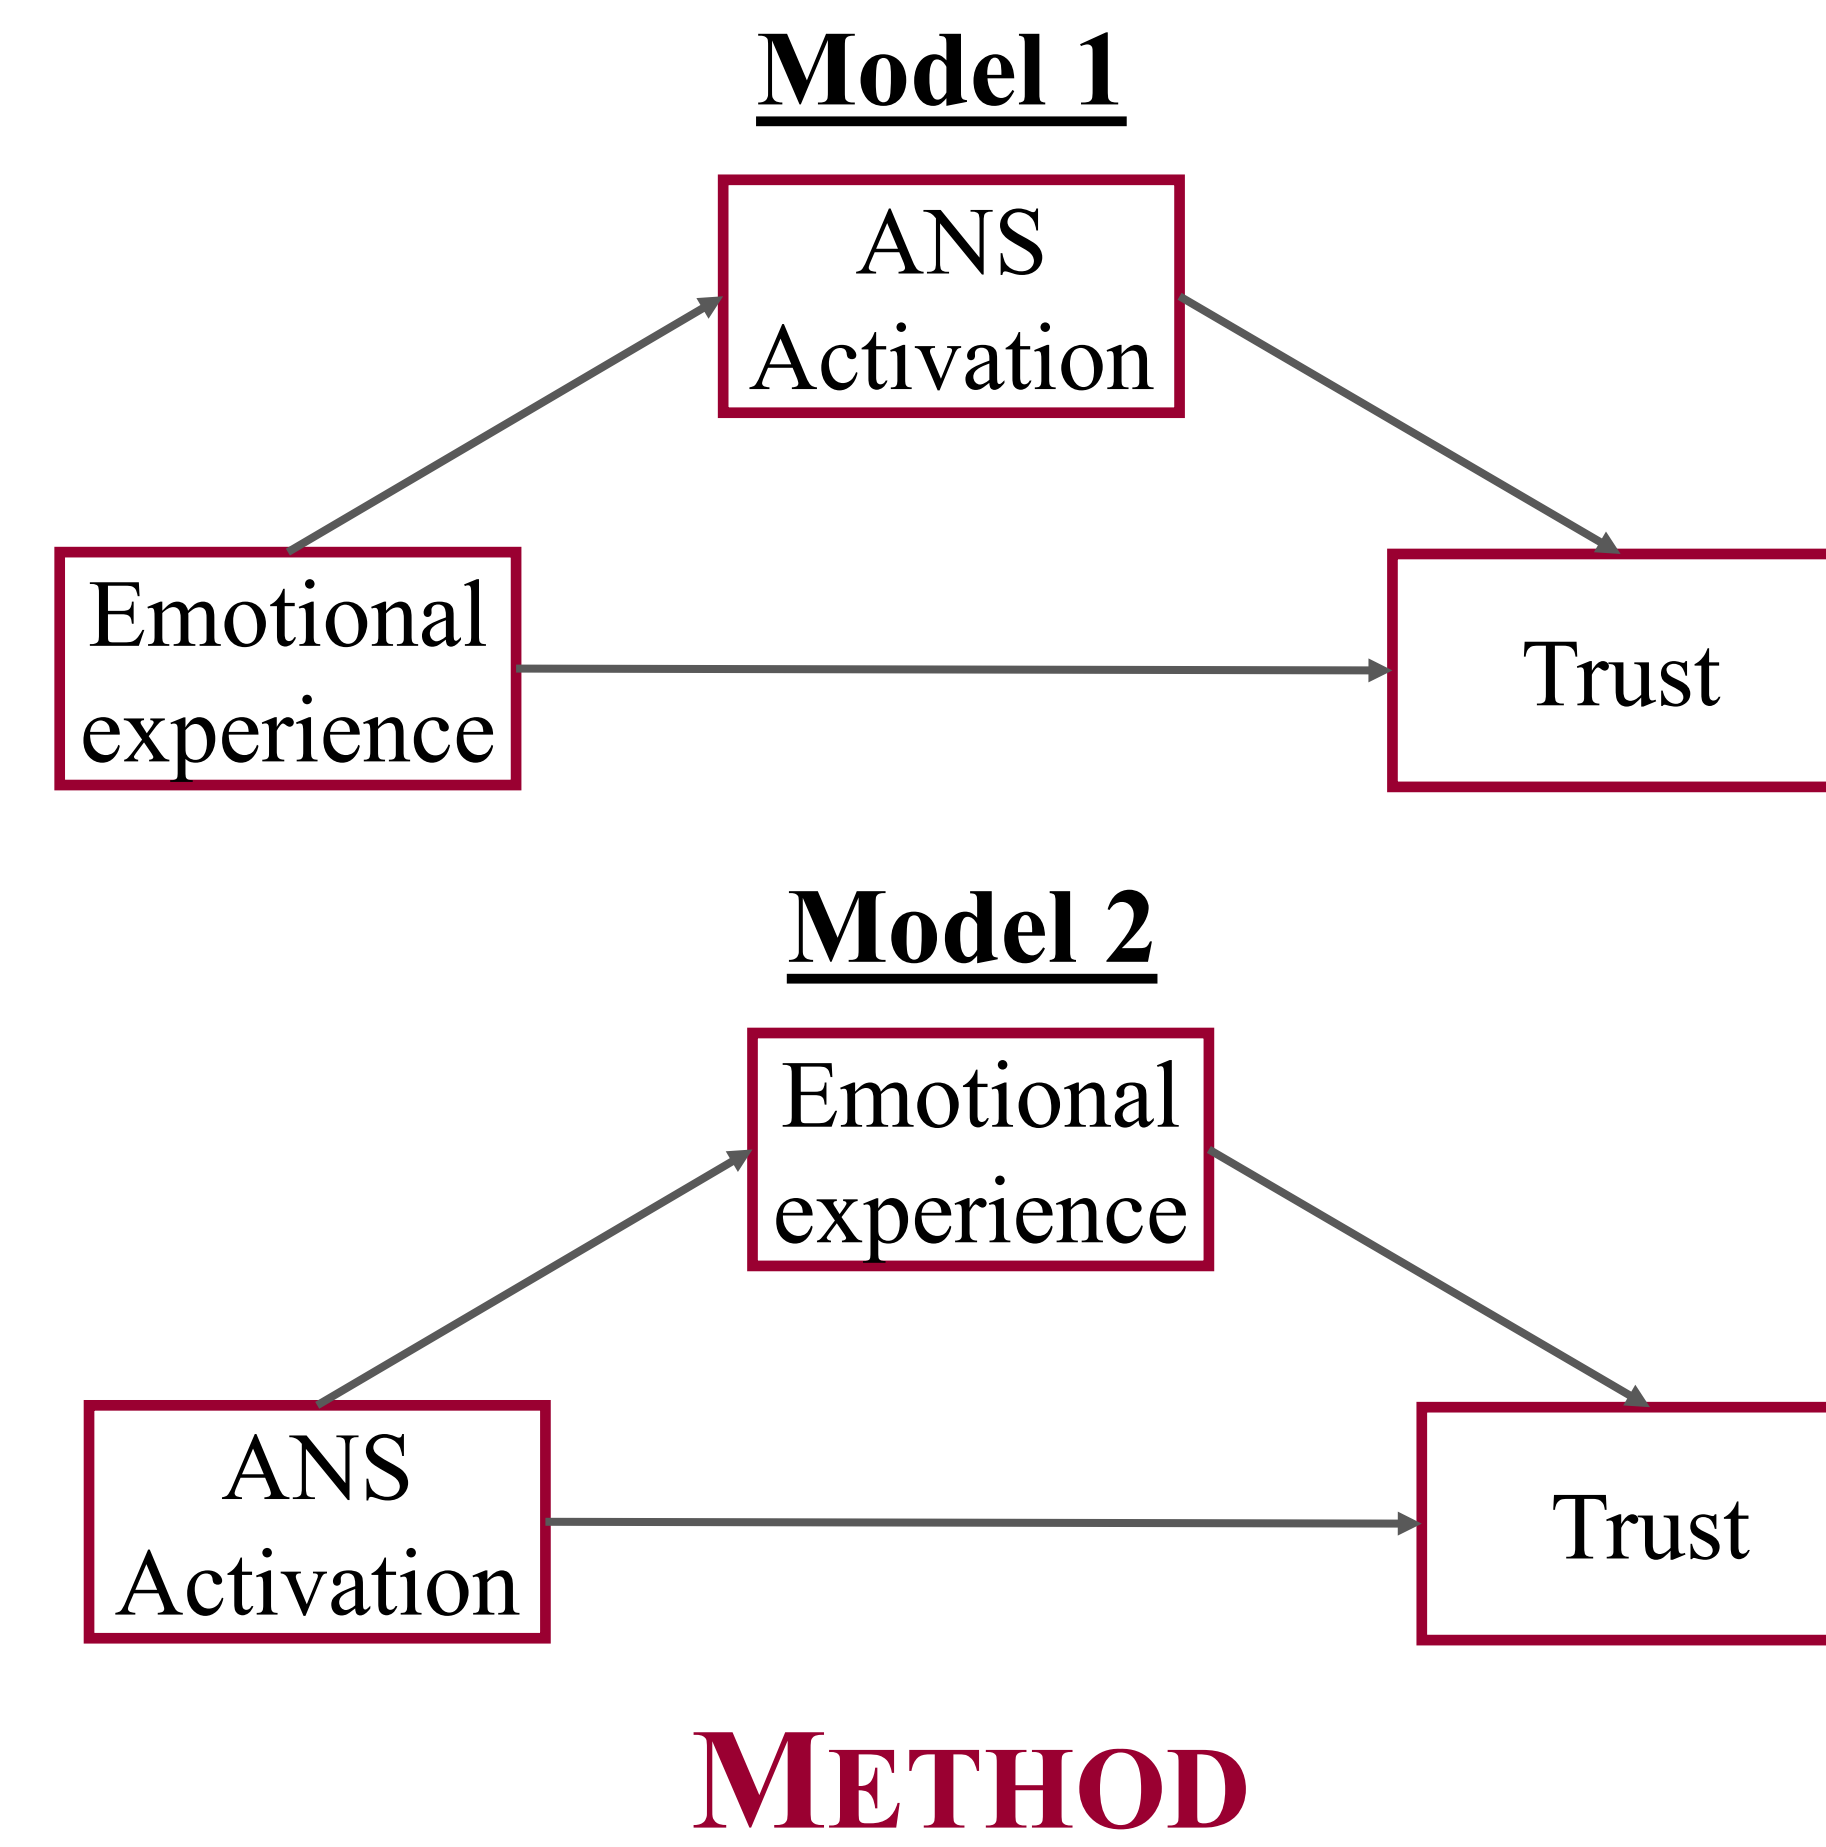 Model 1
ANS
Activation
Emotional
experience
Trust
Model 2
Emotional
experience
ANS
Activation
Trust
METHOD